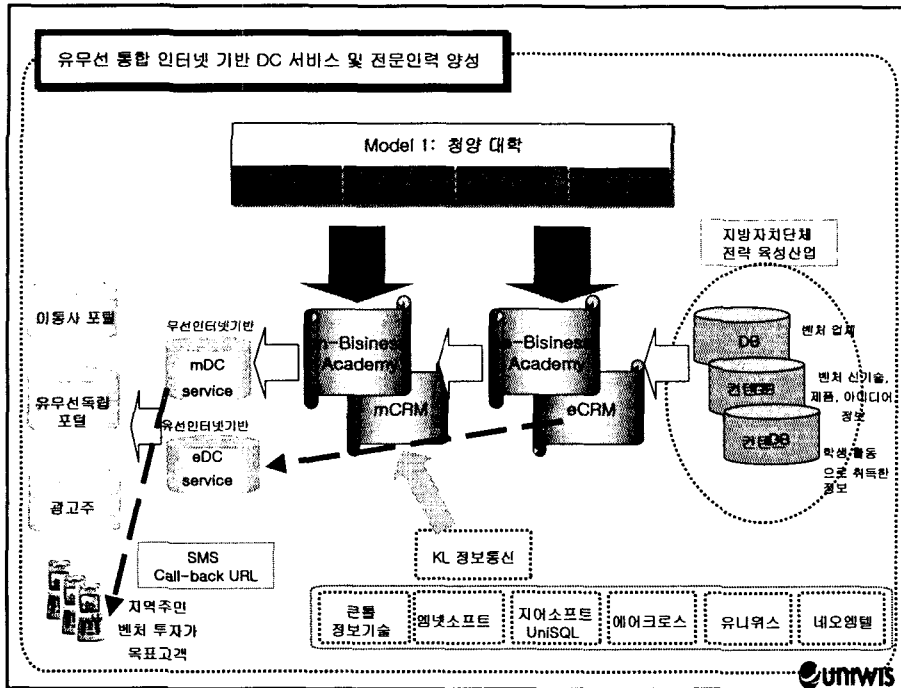 유무선 통합 인터넷 기반 DC 서비스 및 전문인력 양성
Model 1: 청양 대학
지방자치단체
전략 육성산업
이동사 포털
유무선독립
포털
광고주
무선인터넷기반
mDC
service
유선인터넷기반
eDC
service
-Bisines
Academy
mCRM
-Bisines
Academy
eCRM
DB
벤처 업체
벤처 신기술,
제품, 아이디어
정보
DB
학생 활동
으로 취득한
정보
SMS
Call-back URL
지역주민
벤처 투자가
목표고객
KL 정보통신
큰틀
정보기술
엠넷소프트
지어소프트
UniSQL
에어크로스
유니위스
네오엠텔
UNIWIS